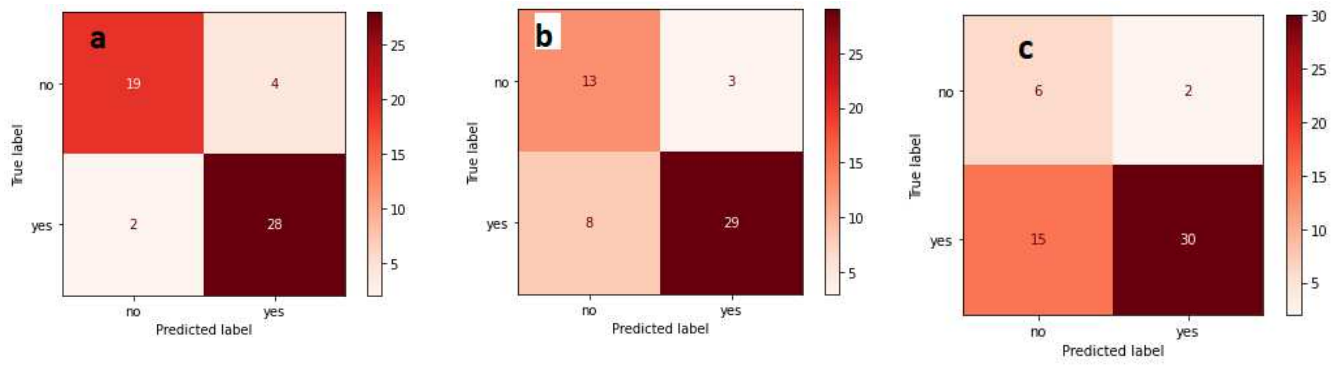 a
no
19
4
yes
2
28
no
yes
Predicted label
True label
25
20
15
10
5
b
no
13
3
yes
8
29
no
yes
Predicted label
True label
25
20
15
10
5
c
no
6
2
yes
15
30
no
yes
Predicted label
True label
30
25
20
15
10
5